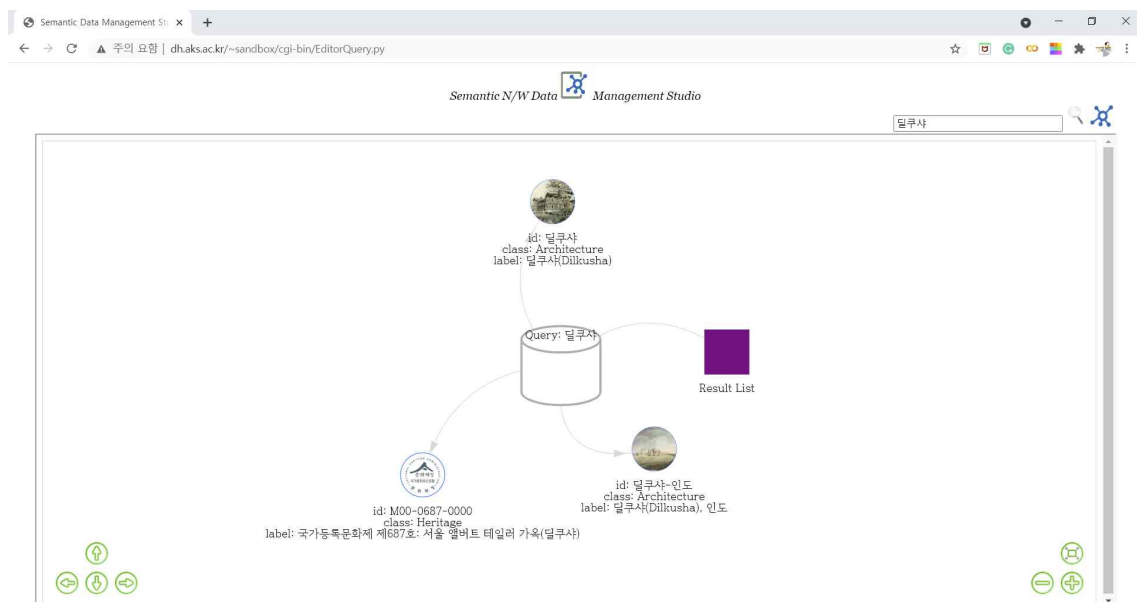 Semantic Data Management St
주의 요함 | dh.aks.ac.kr/~sandbox/cgi-bin/EditorQuery.py
Semantic N/W Data Management Studio
딜쿠샤
id: 딜쿠샤
class: Architecture
label: 딜쿠샤(Dilkusha)
Query: 딜쿠샤
Result List
id: 딜쿠샤-인도
class: Architecture
label: 딜쿠샤(Dilkusha), 인도
id: M00-0687-0000
class: Heritage
label: 국가등록문화제 제687호: 서울 앨버트 테일러 가옥(딜쿠샤)